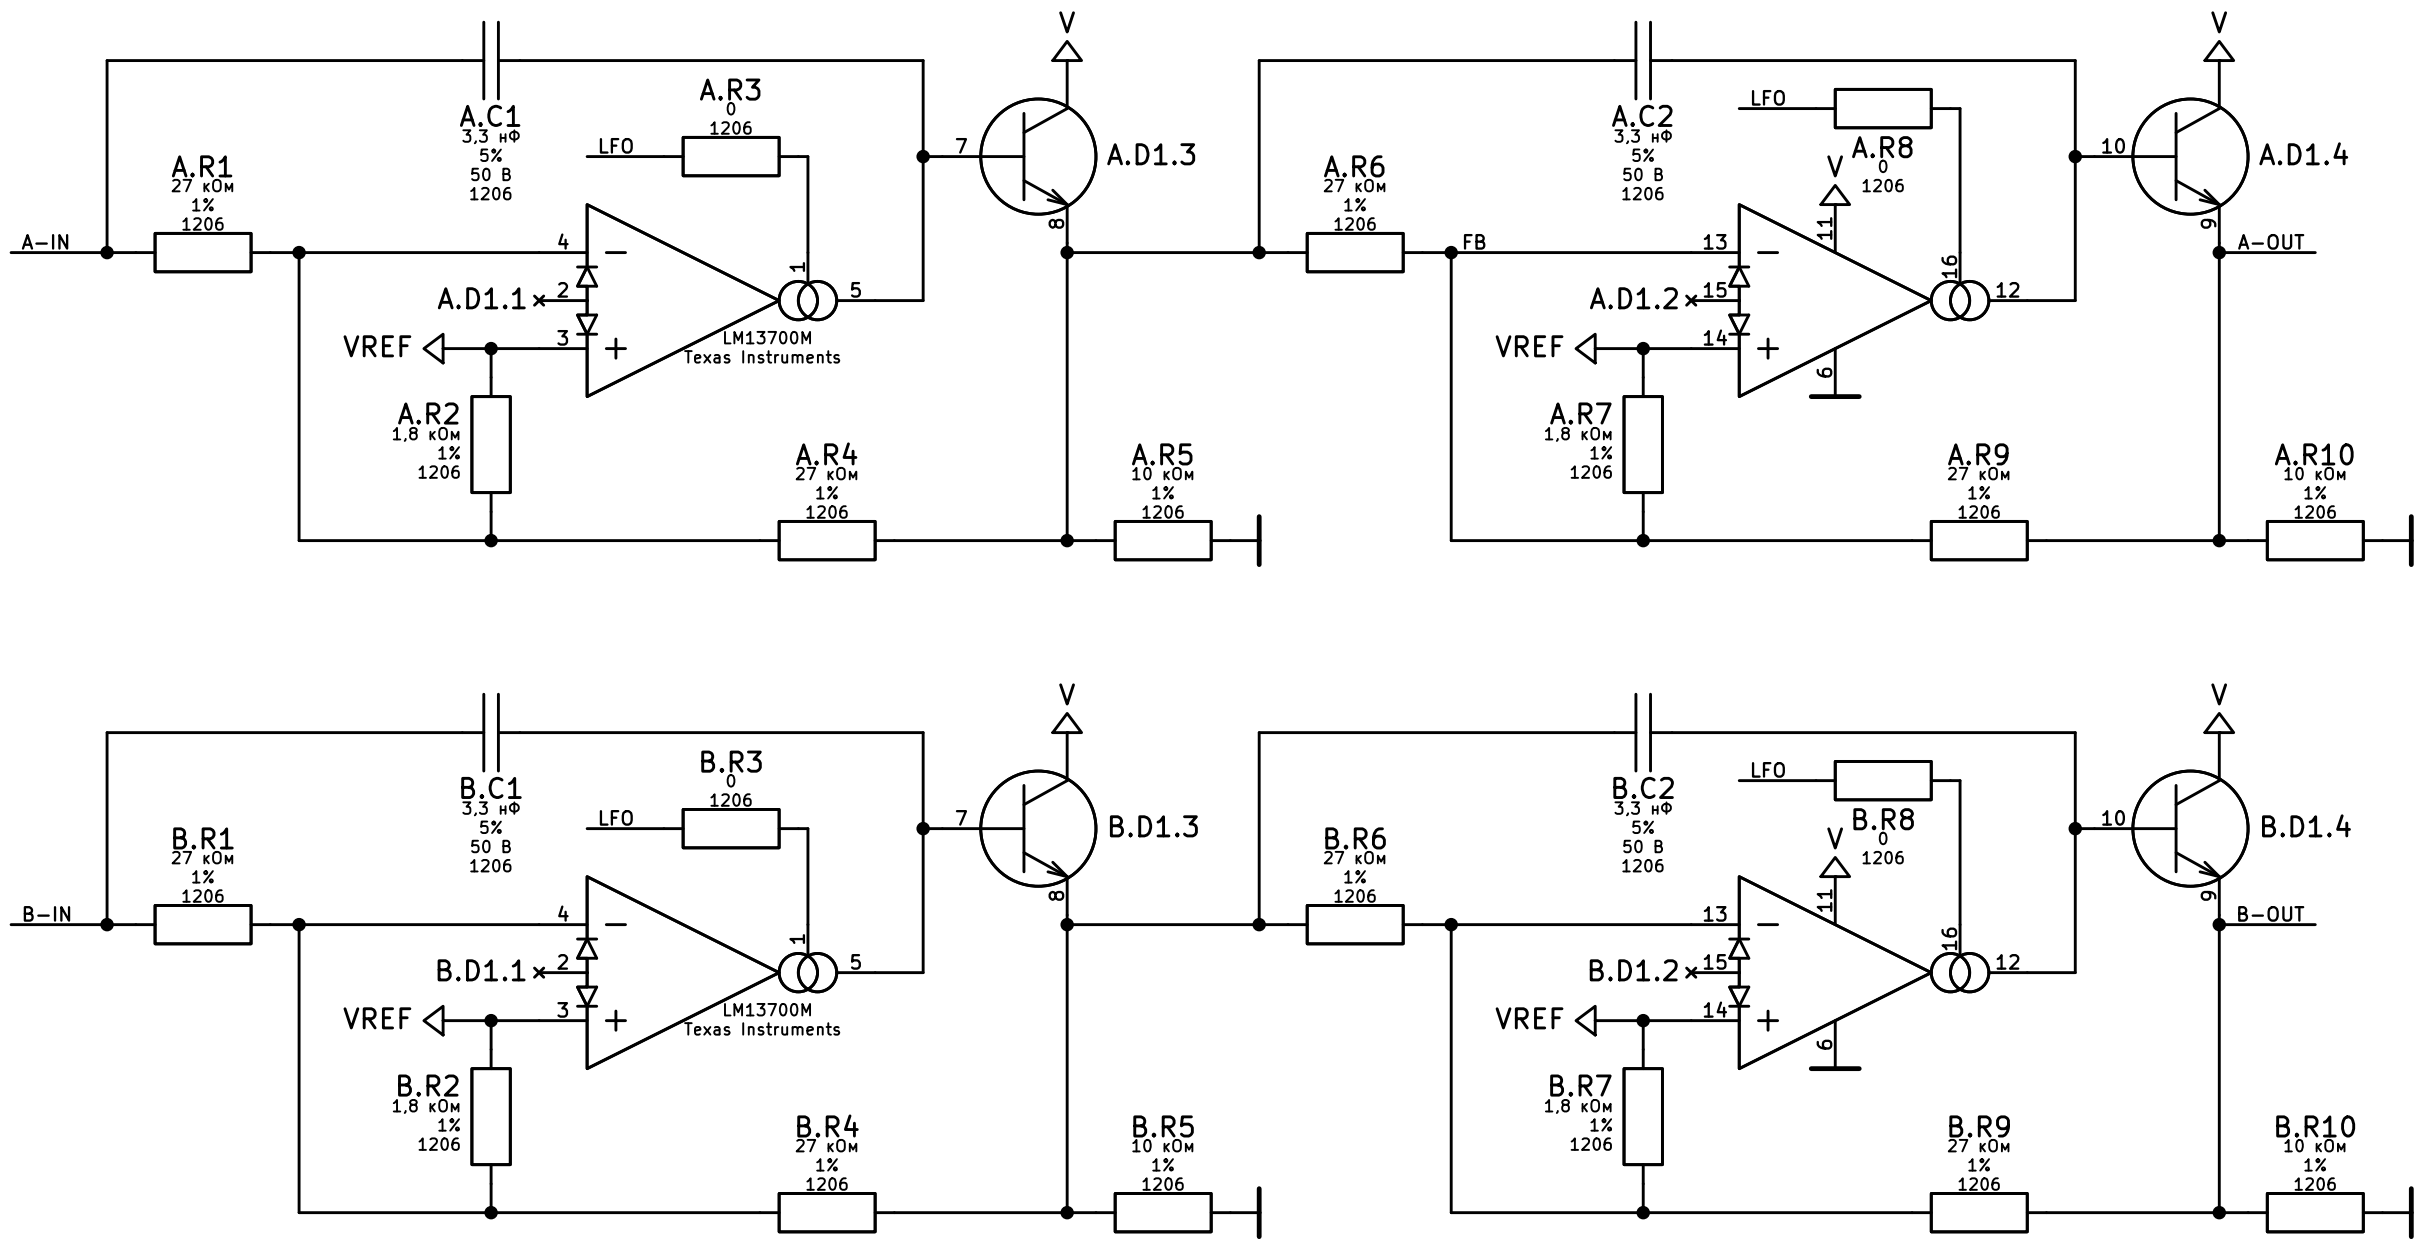 V
V
A.R3
0
1206
LFO
A.C1
3,3 нФ
5%
50 В
1206
7
A.D1.3
8
A.R1
27 кОм
1%
1206
A-IN
4
1
A.D1.1
2
5
VREF
3
LM13700M
Texas Instruments
A.R2
1,8 кОм
1%
1206
A.R4
27 кОм
1%
1206
A.R5
10 кОм
1%
1206
LFO
A.C2
3,3 нФ
5%
50 В
1206
A.R8
0
1206
V
11
10
A.D1.4
9
A.R6
27 кОм
1%
1206
FB
13
16
A-OUT
A.D1.2
15
12
VREF
14
6
A.R7
1,8 кОм
1%
1206
A.R9
27 кОм
1%
1206
A.R10
10 кОм
1%
1206
V
V
B.R3
0
1206
LFO
B.C1
3,3 нФ
5%
50 В
1206
7
B.D1.3
8
B.R1
27 кОм
1%
1206
B-IN
4
1
B.D1.1
2
5
VREF
3
LM13700M
Texas Instruments
B.R2
1,8 кОм
1%
1206
B.R4
27 кОм
1%
1206
B.R5
10 кОм
1%
1206
LFO
B.C2
3,3 нФ
5%
50 В
1206
B.R8
0
1206
V
11
10
B.D1.4
9
B.R6
27 кОм
1%
1206
13
16
B-OUT
B.D1.2
15
12
VREF
14
6
B.R7
1,8 кОм
1%
1206
B.R9
27 кОм
1%
1206
B.R10
10 кОм
1%
1206